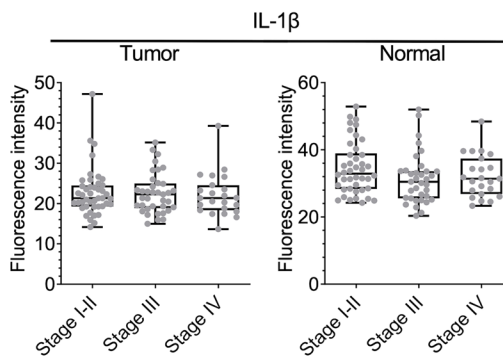 IL-1β
Tumor
Normal
Fluorescence intensity
50
40
30
20
10
0
Stage I-II
Stage III
Stage IV
Fluorescence intensity
60
40
20
0
Stage I-II
Stage III
Stage IV